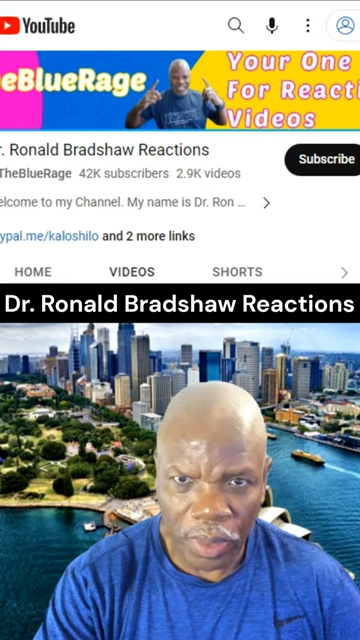 YouTube
TheBlueRage
Your One
For Reacti
Videos
r. Ronald Bradshaw Reactions
TheBlueRage 42K subscribers 2.9K videos
elcome to my Channel. My name is Dr. Ron ...
ypal.me/kaloshilo and 2 more links
Subscribe
HOME VIDEOS SHORTS
Dr. Ronald Bradshaw Reactions